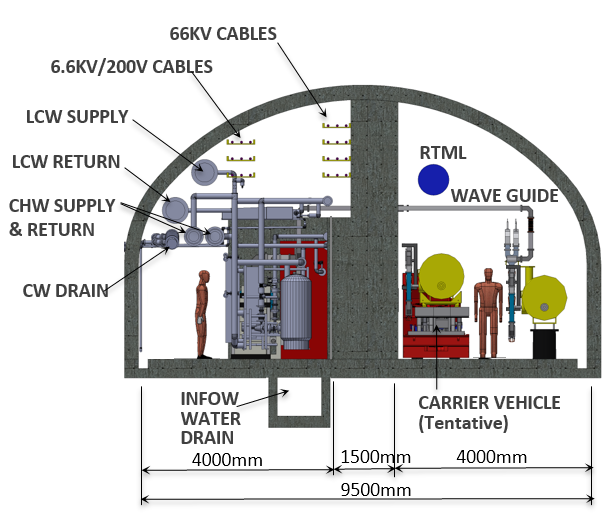 66KV CABLES
6.6KV/200V CABLES
LCW SUPPLY
LCW RETURN
RTML
WAVE GUIDE
CHW SUPPLY
& RETURN
CW DRAIN
INFOW
WATER
DRAIN
CARRIER VEHICLE
(Tentative)
4000mm
1500mm
4000mm
9500mm